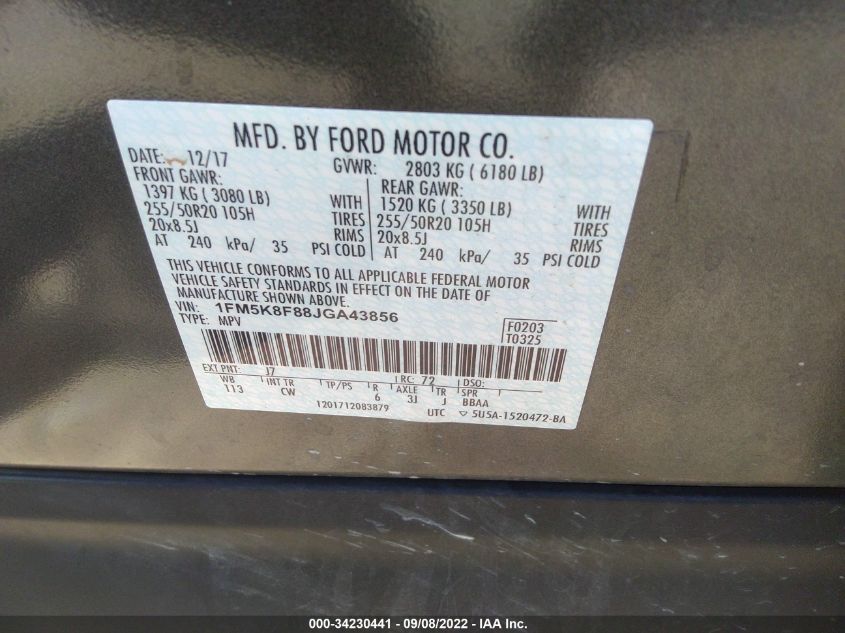 MFD. BY FORD MOTOR CO.
DATE: 12/17 GVWR: 2803 KG ( 6180 LB)
FRONT GAWR: REAR GAWR:
1397 KG ( 3080 LB) WITH 1520 KG ( 3350 LB) WITH
255/50R20 105H TIRES 255/50R20 105H TIRES
20x8.5J RIMS 20x8.5J RIMS
AT 240 kPa/ 35 PSI COLD AT 240 kPa/ 35 PSI COLD
THIS VEHICLE CONFORMS TO ALL APPLICABLE FEDERAL MOTOR
VEHICLE SAFETY STANDARDS IN EFFECT ON THE DATE OF
MANUFACTURE SHOWN ABOVE.
VIN: 1FM5K8F88JGA43856
TYPE: MPV
F0203
T0325
EXT PNT: J7 RC: 72 DSO:
WB INT TR TP/PS R AXLE TR SPR
113 CW 6 3J J BBAA
1201712083879 UTC ▽ 5U5A-1520472-BA
000-34230441 - 09/08/2022 - IAA Inc.